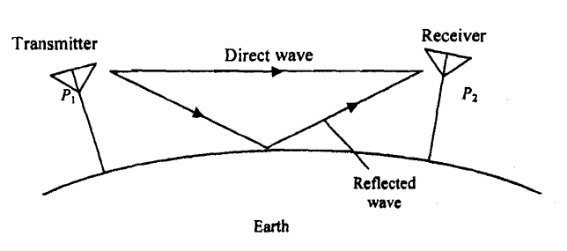 Transmitter
Receiver
Direct wave
P₁
P₂
Reflected
wave
Earth